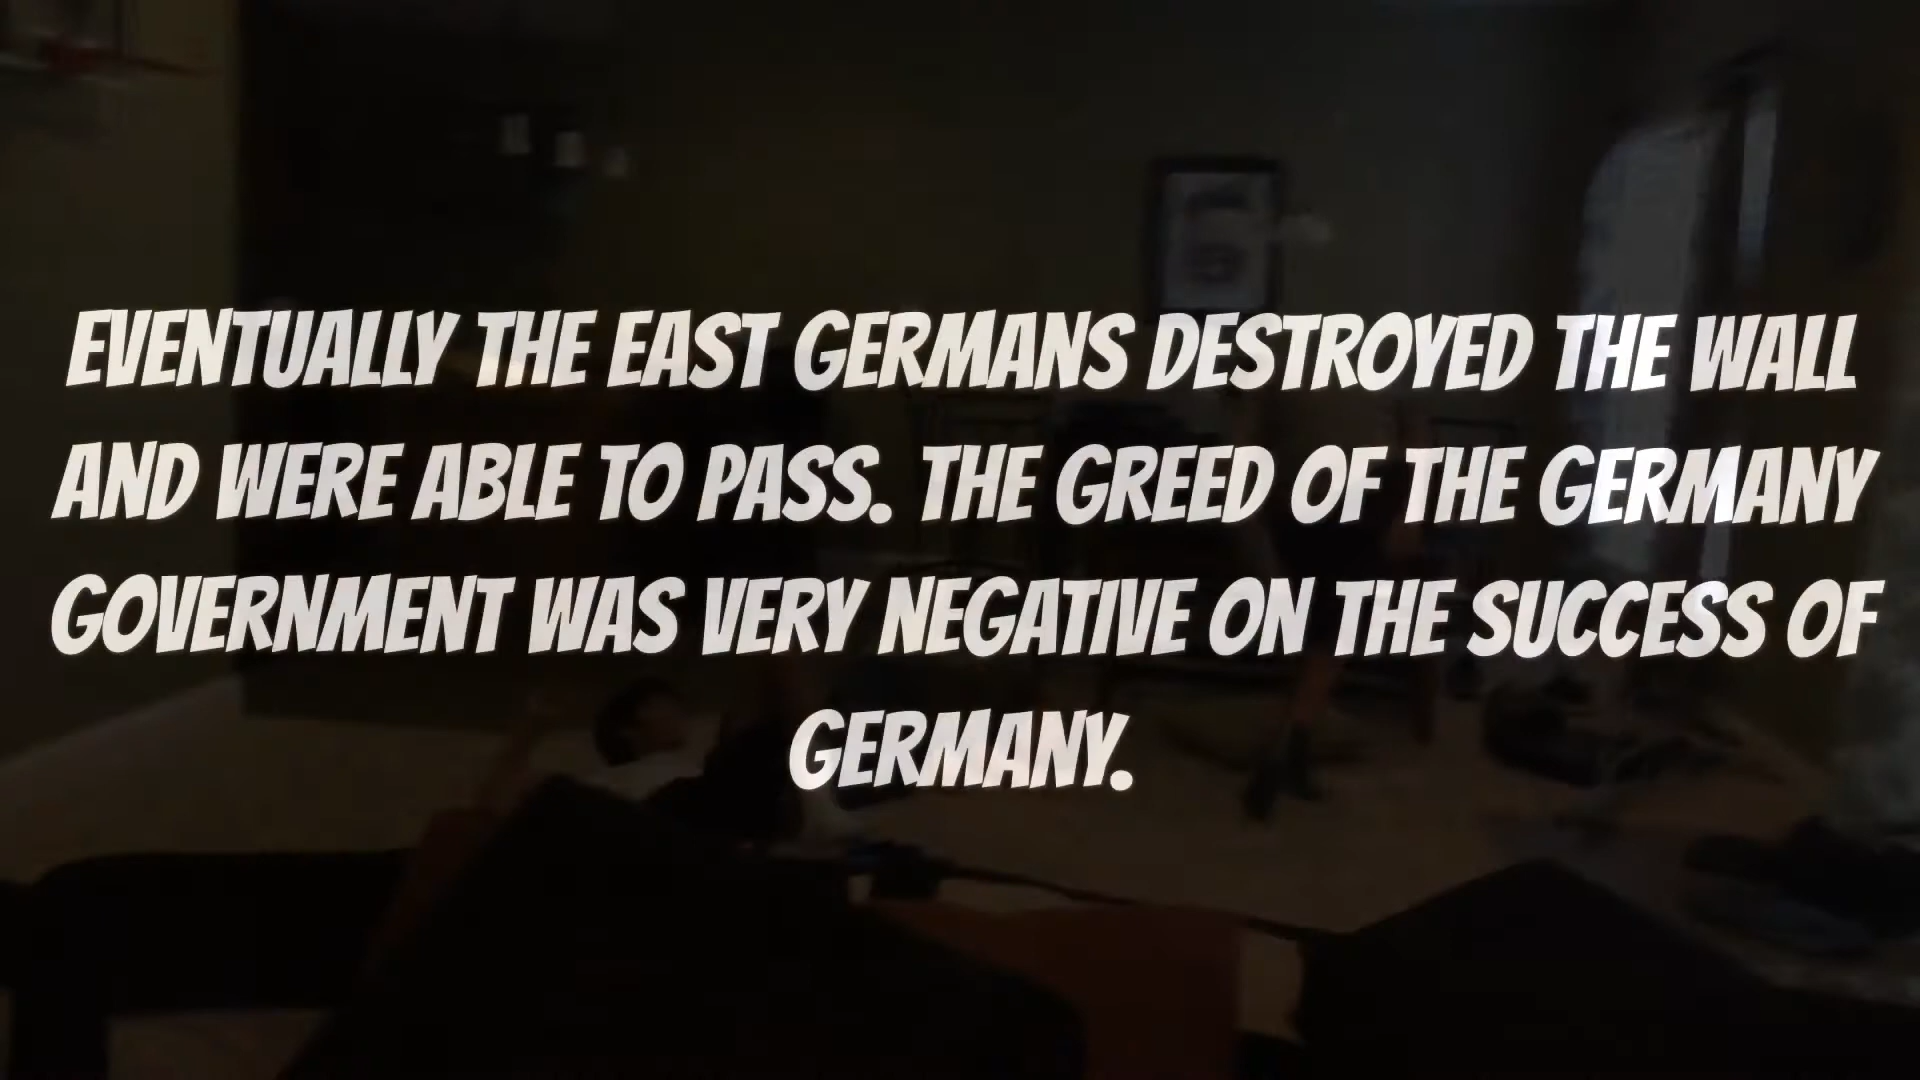 EVENTUALLY THE EAST GERMANS DESTROYED THE WALL
AND WERE ABLE TO PASS. THE GREED OF THE GERMANY
GOVERNMENT WAS VERY NEGATIVE ON THE SUCCESS OF
GERMANY.